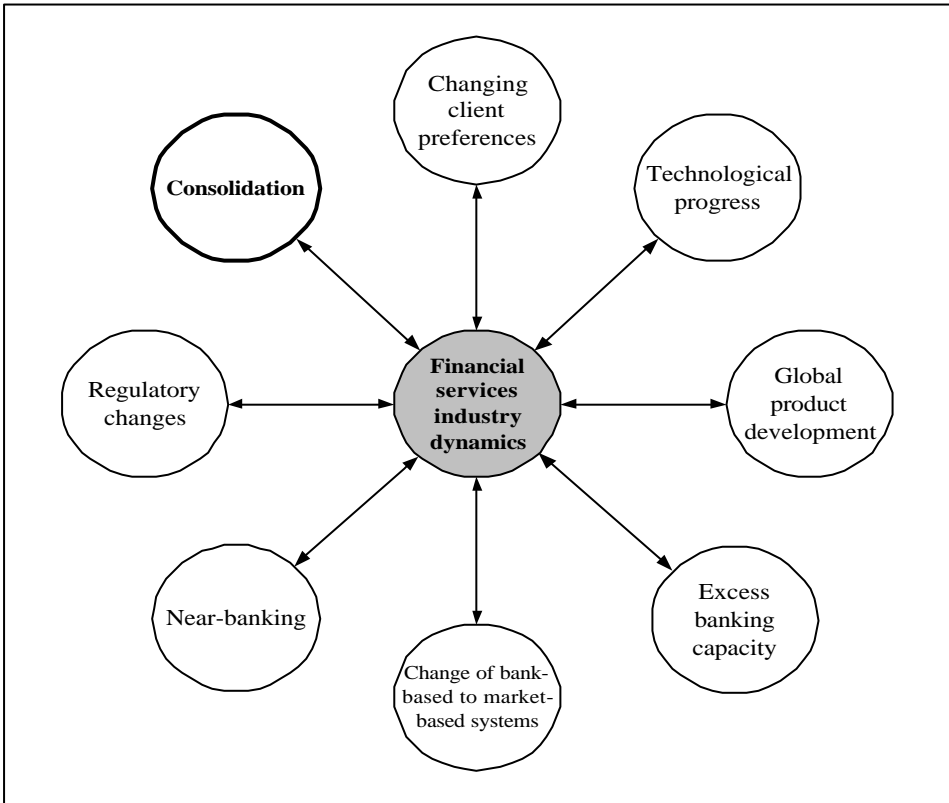 Changing
client
preferences
Consolidation
Technological
progress
Financial
services
industry
dynamics
Regulatory
changes
Global
product
development
Near-banking
Excess
banking
capacity
Change of bank-
based to market-
based systems